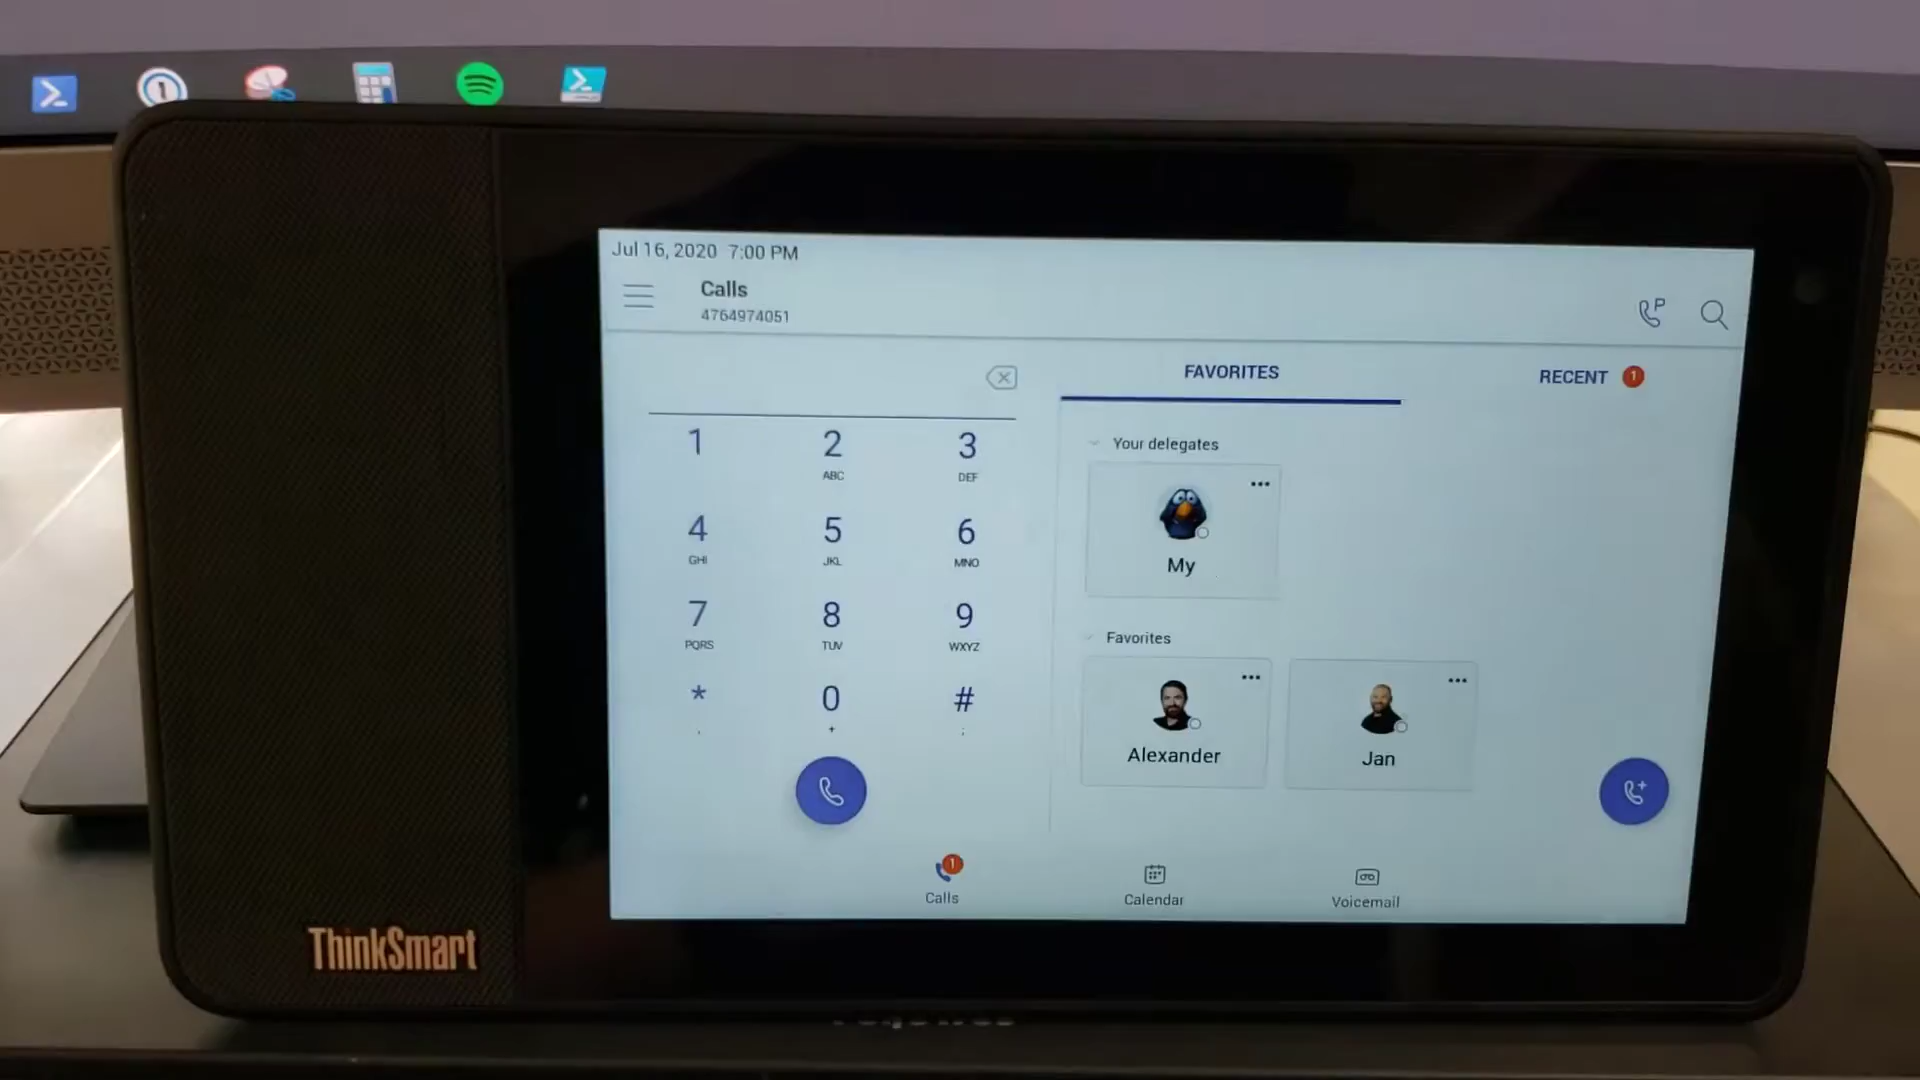 Jul 16, 2020 7:00 PM
Calls
4764974051
P
FAVORITES
RECENT 1
1
2
ABC
3
DEF
4
GHI
5
JKL
6
MNO
7
PQRS
8
TUV
9
WXYZ
*
,
0
+
#
;
Your delegates
My
Favorites
Alexander
Jan
1
Calls
Calendar
Voicemail
ThinkSmart